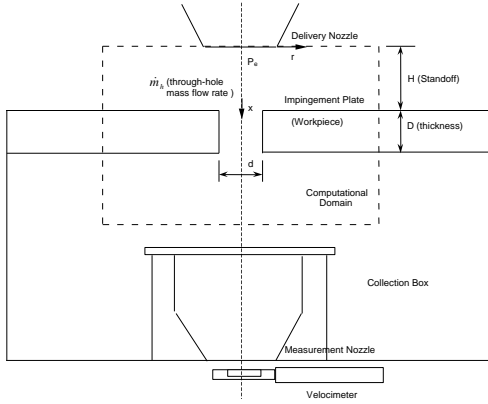 Delivery Nozzle
r
Pe
H (Standoff)
ṁh (through-hole
mass flow rate )
x
Impingement Plate
(Workpiece)
D (thickness)
d
Computational
Domain
Collection Box
Measurement Nozzle
Velocimeter